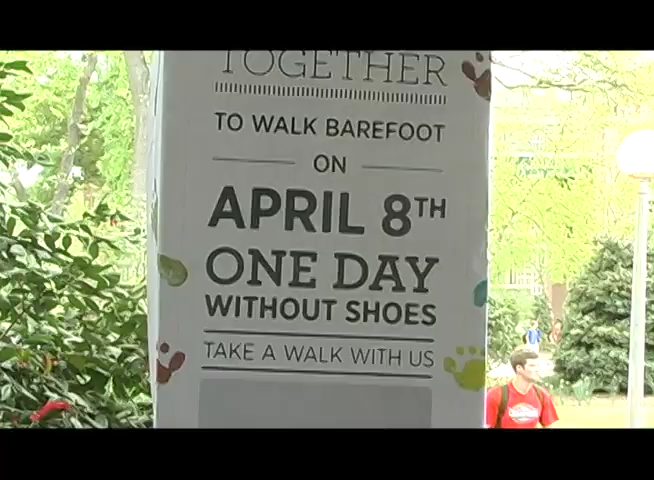 TOGETHER
TO WALK BAREFOOT
ON
APRIL 8TH
ONE DAY
WITHOUT SHOES
TAKE A WALK WITH US